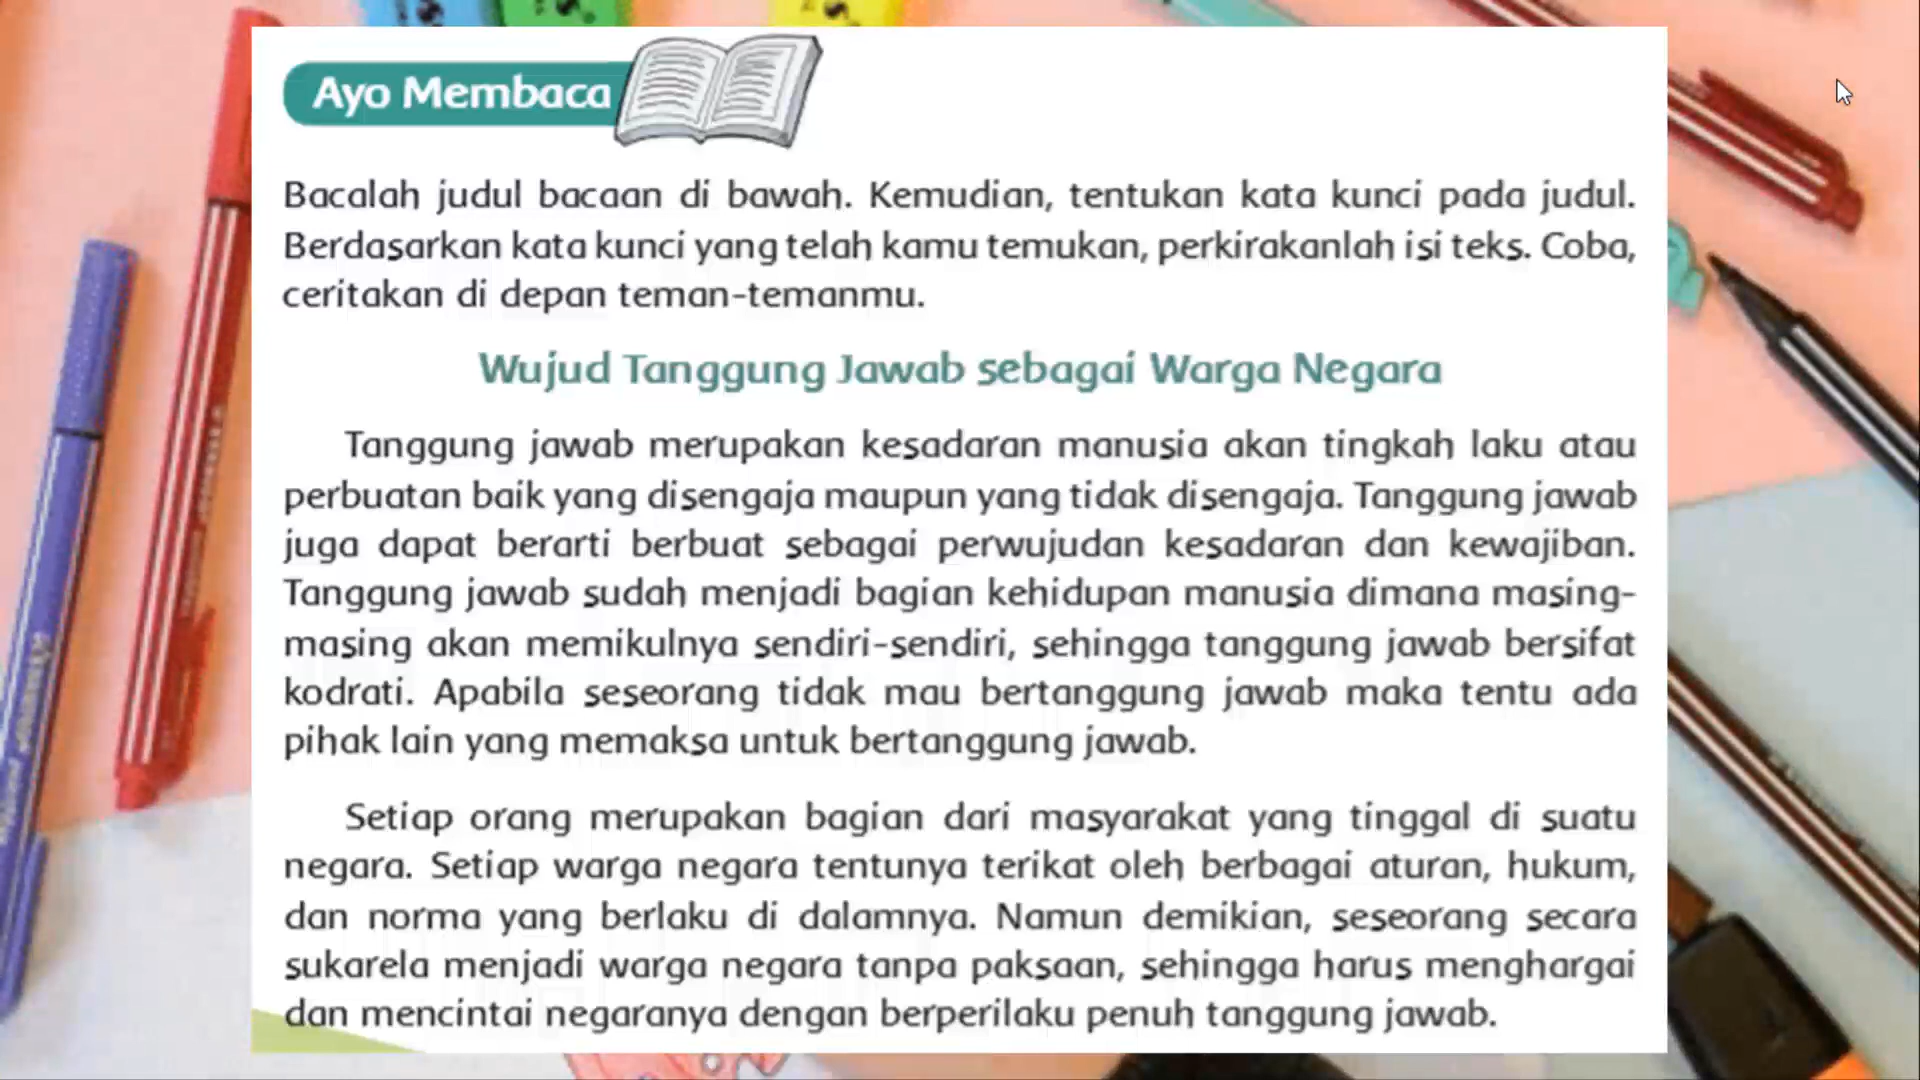 Ayo Membaca
Bacalah judul bacaan di bawah. Kemudian, tentukan kata kunci pada judul.
Berdasarkan kata kunci yang telah kamu temukan, perkirakanlah isi teks. Coba,
ceritakan di depan teman-temanmu.
Wujud Tanggung Jawab sebagai Warga Negara
Tanggung jawab merupakan kesadaran manusia akan tingkah laku atau
perbuatan baik yang disengaja maupun yang tidak disengaja. Tanggung jawab
juga dapat berarti berbuat sebagai perwujudan kesadaran dan kewajiban.
Tanggung jawab sudah menjadi bagian kehidupan manusia dimana masing-
masing akan memikulnya sendiri-sendiri, sehingga tanggung jawab bersifat
kodrati. Apabila seseorang tidak mau bertanggung jawab maka tentu ada
pihak lain yang memaksa untuk bertanggung jawab.
Setiap orang merupakan bagian dari masyarakat yang tinggal di suatu
negara. Setiap warga negara tentunya terikat oleh berbagai aturan, hukum,
dan norma yang berlaku di dalamnya. Namun demikian, seseorang secara
sukarela menjadi warga negara tanpa paksaan, sehingga harus menghargai
dan mencintai negaranya dengan berperilaku penuh tanggung jawab.